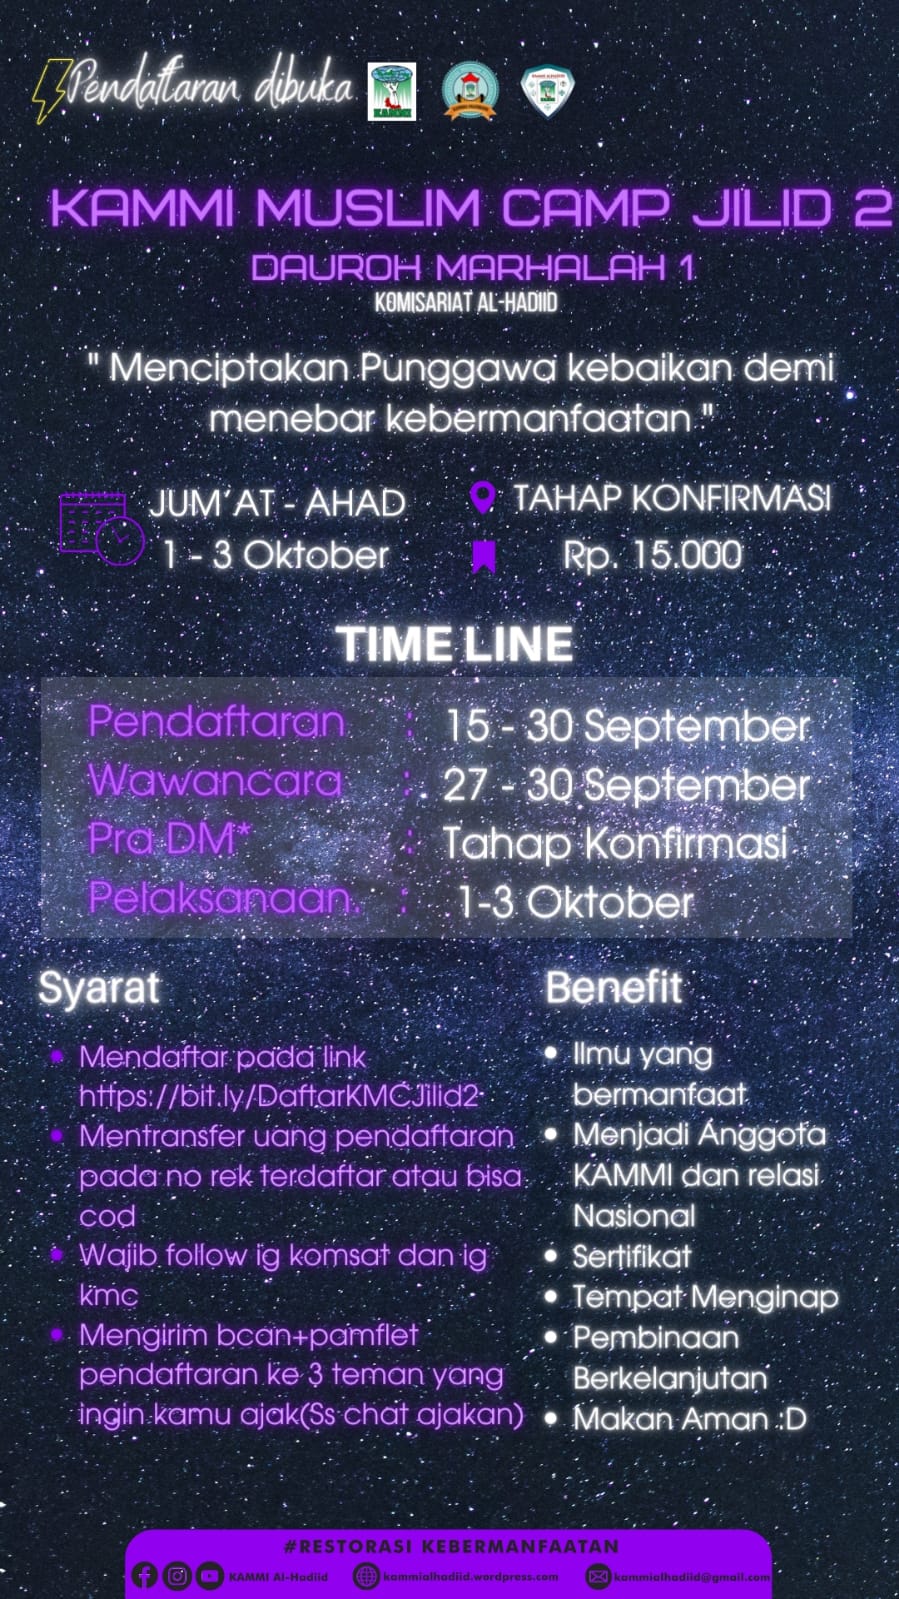 Pendaftaran dibuka
KAMMI
KAMMI MUSLIM CAMP JILID 2
DAUROH MARHALAH 1
KOMISARIAT AL-HADIID
" Menciptakan Punggawa kebaikan demi
menebar kebermanfaatan "
JUM'AT - AHAD
1 - 3 Oktober
TAHAP KONFIRMASI
Rp. 15.000
TIME LINE
Pendaftaran : 15 - 30 September
Wawancara : 27 - 30 September
Pra DM* : Tahap Konfirmasi
Pelaksanaan. : 1-3 Oktober
Syarat
• Mendaftar pada link
https://bit.ly/DaftarKMCJilid2
• Mentransfer uang pendaftaran
pada no rek terdaftar atau bisa
cod
• Wajib follow ig komsat dan ig
kmc
• Mengirim bcan+pamflet
pendaftaran ke 3 teman yang
ingin kamu ajak(Ss chat ajakan)
Benefit
• Ilmu yang
bermanfaat
• Menjadi Anggota
KAMMI dan relasi
Nasional
• Sertifikat
• Tempat Menginap
• Pembinaan
Berkelanjutan
• Makan Aman :D
#RESTORASI KEBERMANFAATAN
KAMMI Al-Hadiid
kammialhadiid.wordpress.com
kammialhadiid@gmail.com